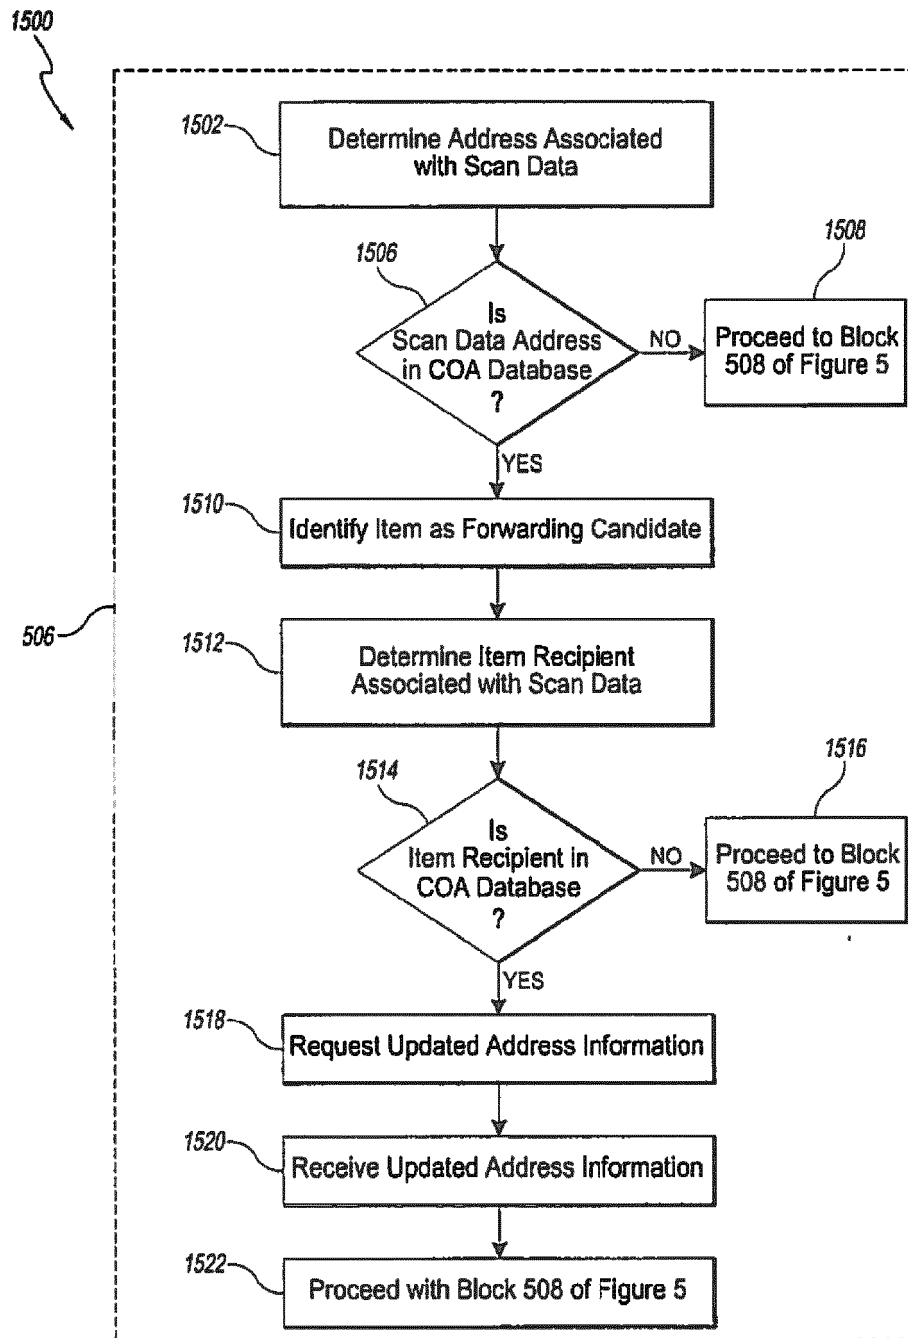 1500
1502
Determine Address Associated
with Scan Data
1506
Is
Scan Data Address
in COA Database
?
NO
1508
Proceed to Block
508 of Figure 5
YES
1510
Identify Item as Forwarding Candidate
506
1512
Determine Item Recipient
Associated with Scan Data
1514
Is
Item Recipient in
COA Database
?
NO
1516
Proceed to Block
508 of Figure 5
YES
1518
Request Updated Address Information
1520
Receive Updated Address Information
1522
Proceed with Block 508 of Figure 5